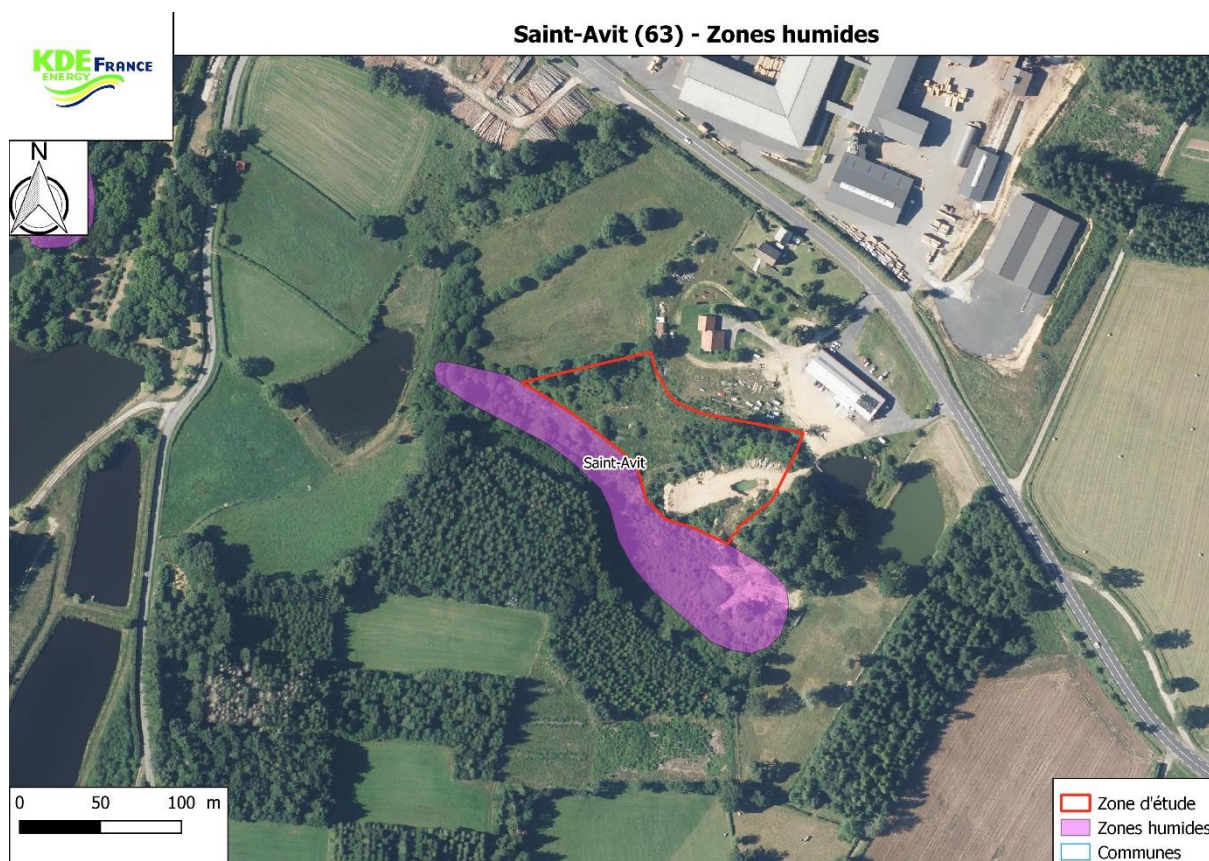 Saint-Avit (63) - Zones humides
KDE FRANCE
ENERGY
N
Saint-Avit
0 50 100 m
Zone d'étude
Zones humides
Communes